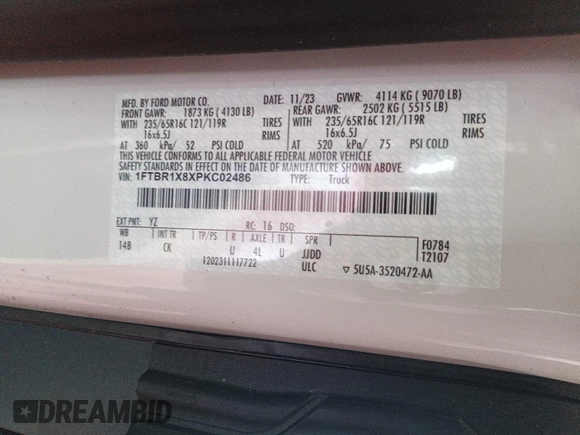 MFD. BY FORD MOTOR CO. DATE: 11/23 GVWR: 4114 KG ( 9070 LB)
FRONT GAWR: 1873 KG ( 4130 LB) REAR GAWR: 2502 KG ( 5515 LB)
WITH 235/65R16C 121/119R TIRES WITH 235/65R16C 121/119R TIRES
16x6.5J 16x6.5J
AT 360 kPa/ 52 PSI COLD AT 520 kPa/ 75 PSI COLD
THIS VEHICLE CONFORMS TO ALL APPLICABLE FEDERAL MOTOR VEHICLE
SAFETY STANDARDS IN EFFECT ON THE DATE OF MANUFACTURE SHOWN ABOVE.
VIN: 1FTBR1X8XPKC02486 TYPE: Truck
EXT PNT: YZ RC: 16 DSO:
WB INT TR TP/PS R AXLE TR SPR F0784
148 CK U 4L U JJDD T2107
1202311117722 ULC ▽ 5U5A-3520472-AA
DREAMBID